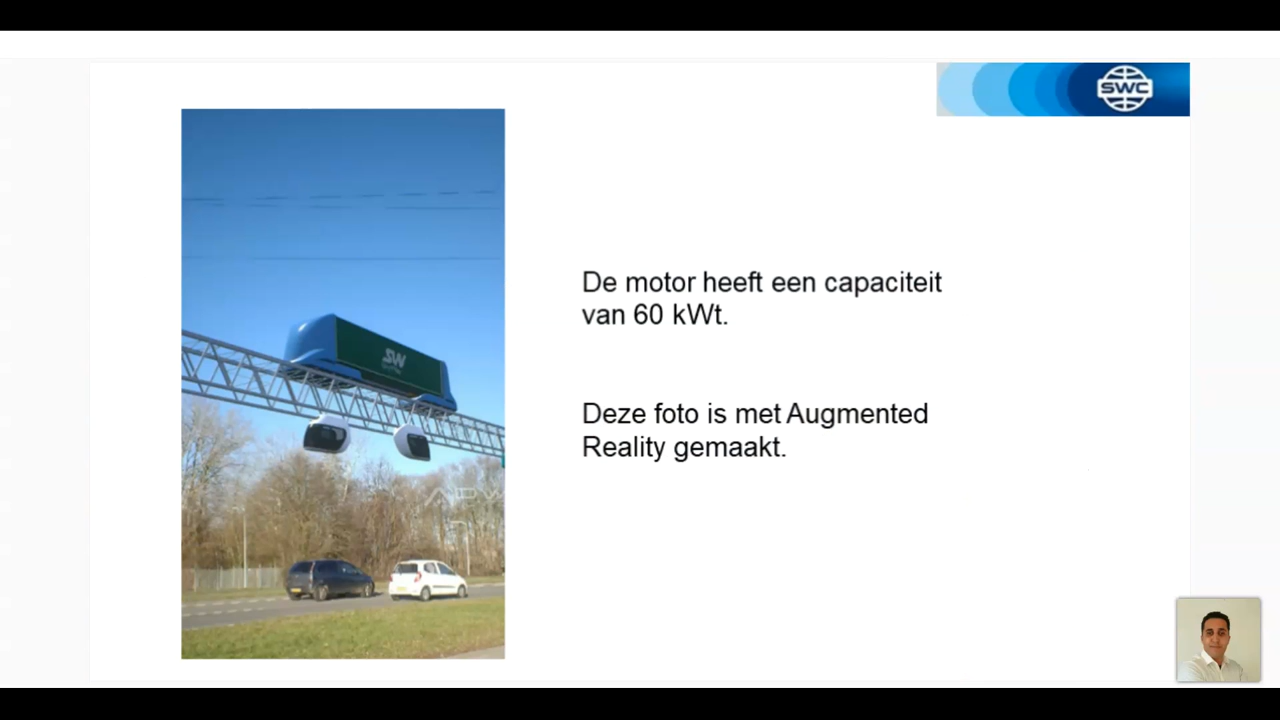 SWC
De motor heeft een capaciteit
van 60 kWt.
SW
Deze foto is met Augmented
Reality gemaakt.